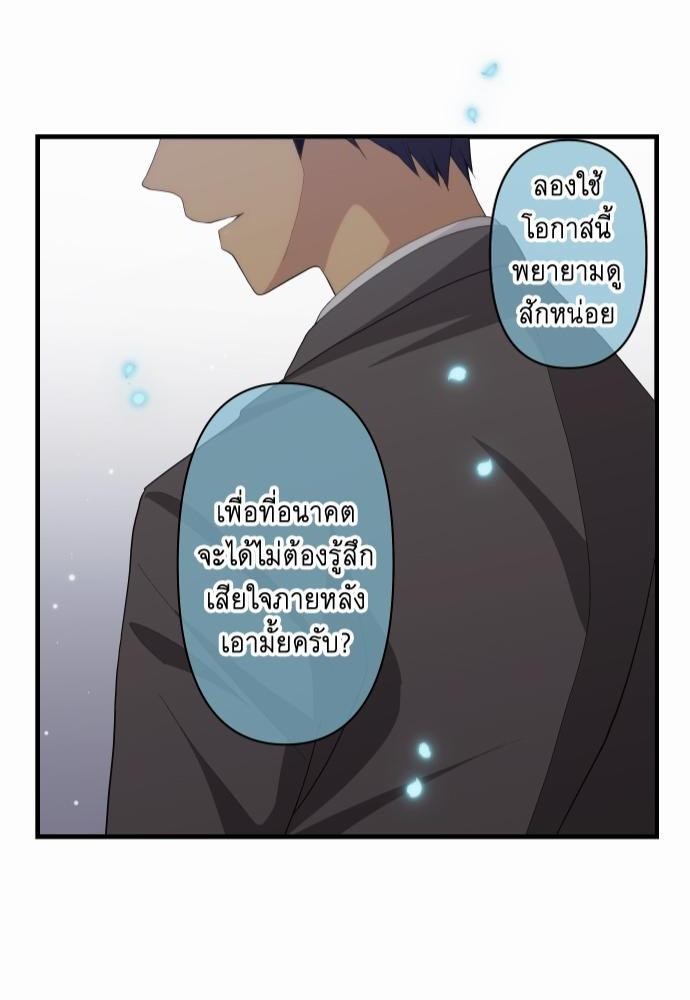 ลองใช้
โอกาสนี้
พยายามดู
สักหน่อย
เพื่อที่อนาคต
จะได้ไม่ต้องรู้สึก
เสียใจภายหลัง
เอามั้ยครับ?